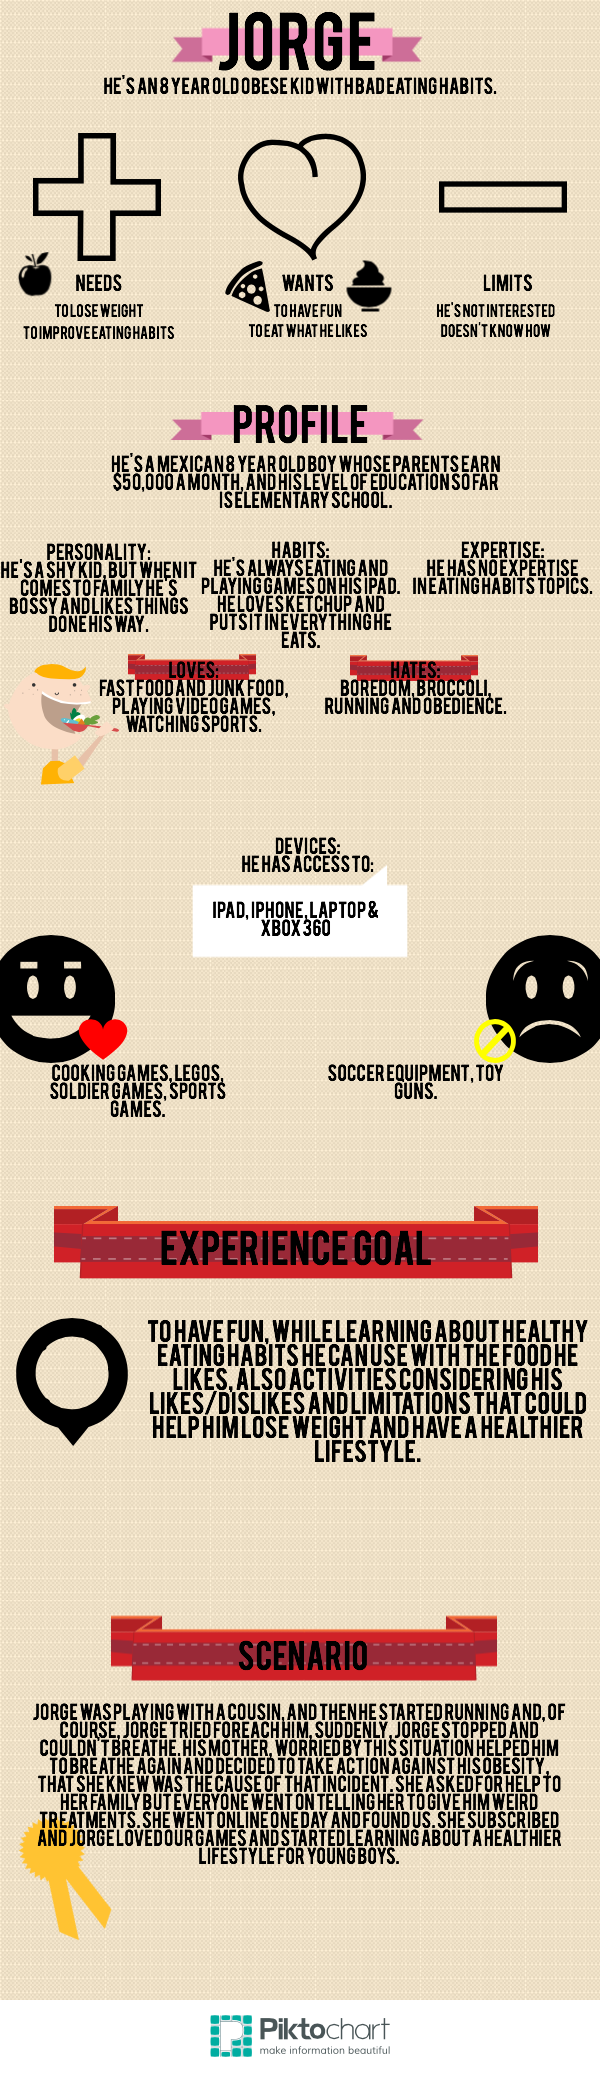 JORGE
HE'S AN 8 YEAR OLD OBESE KID WITH BAD EATING HABITS.
NEEDS
TO LOSE WEIGHT
TO IMPROVE EATING HABITS
WANTS
TO HAVE FUN
TO EAT WHAT HE LIKES
LIMITS
HE'S NOT INTERESTED
DOESN'T KNOW HOW
PROFILE
HE'S A MEXICAN 8 YEAR OLD BOY WHOSE PARENTS EARN
$50,000 A MONTH, AND HIS LEVEL OF EDUCATION SO FAR
IS ELEMENTARY SCHOOL.
PERSONALITY:
HE'S A SHY KID, BUT WHEN IT
COMES TO FAMILY HE'S
BOSSY AND LIKES THINGS
DONE HIS WAY.
HABITS:
HE'S ALWAYS EATING AND
PLAYING GAMES ON HIS IPAD.
HE LOVES KETCHUP AND
PUTS IT IN EVERYTHING HE
EATS.
EXPERTISE:
HE HAS NO EXPERTISE
IN EATING HABITS TOPICS.
LOVES:
FAST FOOD AND JUNK FOOD,
PLAYING VIDEOGAMES,
WATCHING SPORTS.
HATES:
BOREDOM, BROCCOLI,
RUNNING AND OBEDIENCE.
DEVICES:
HE HAS ACCESS TO:
IPAD, IPHONE, LAPTOP &
XBOX 360
COOKING GAMES, LEGOS,
SOLDIER GAMES, SPORTS
GAMES.
SOCCER EQUIPMENT, TOY
GUNS.
EXPERIENCE GOAL
TO HAVE FUN, WHILE LEARNING ABOUT HEALTHY
EATING HABITS HE CAN USE WITH THE FOOD HE
LIKES, ALSO ACTIVITIES CONSIDERING HIS
LIKES/DISLIKES AND LIMITATIONS THAT COULD
HELP HIM LOSE WEIGHT AND HAVE A HEALTHIER
LIFESTYLE.
SCENARIO
JORGE WAS PLAYING WITH A COUSIN, AND THEN HE STARTED RUNNING AND, OF
COURSE, JORGE TRIED FOREACH HIM, SUDDENLY, JORGE STOPPED AND
COULDN'T BREATHE. HIS MOTHER, WORRIED BY THIS SITUATION HELPED HIM
TO BREATHE AGAIN AND DECIDED TO TAKE ACTION AGAINST HIS OBESITY,
THAT SHE KNEW WAS THE CAUSE OF THAT INCIDENT. SHE ASKED FOR HELP TO
HER FAMILY BUT EVERYONE WENT ON TELLING HER TO GIVE HIM WEIRD
TREATMENTS. SHE WENT ONLINE ONE DAY AND FOUND US. SHE SUBSCRIBED
AND JORGE LOVED OUR GAMES AND STARTED LEARNING ABOUT A HEALTHIER
LIFESTYLE FOR YOUNG BOYS.
Piktochart
make information beautiful